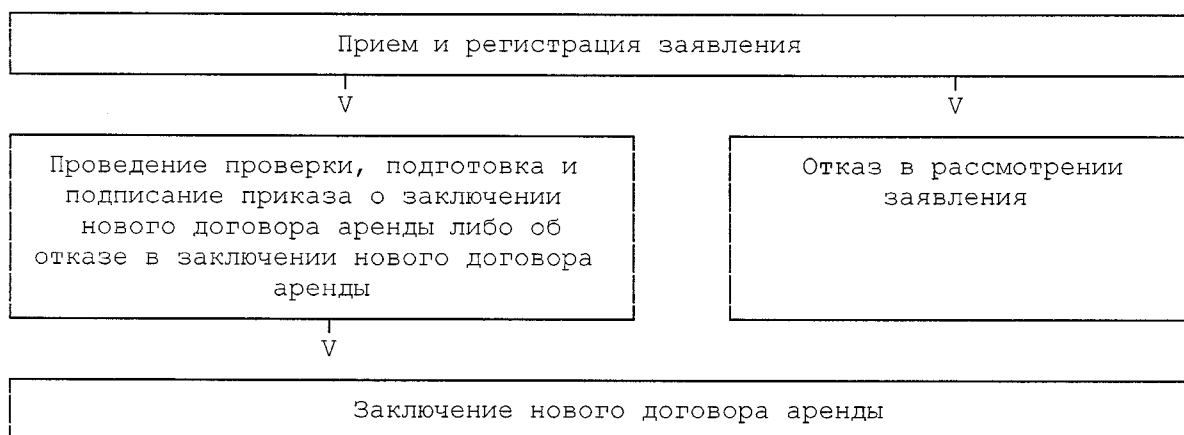 Прием и регистрация заявления
V
V
Проведение проверки, подготовка и
подписание приказа о заключении
нового договора аренды либо об
отказе в заключении нового договора
аренды
Отказ в рассмотрении
заявления
V
Заключение нового договора аренды